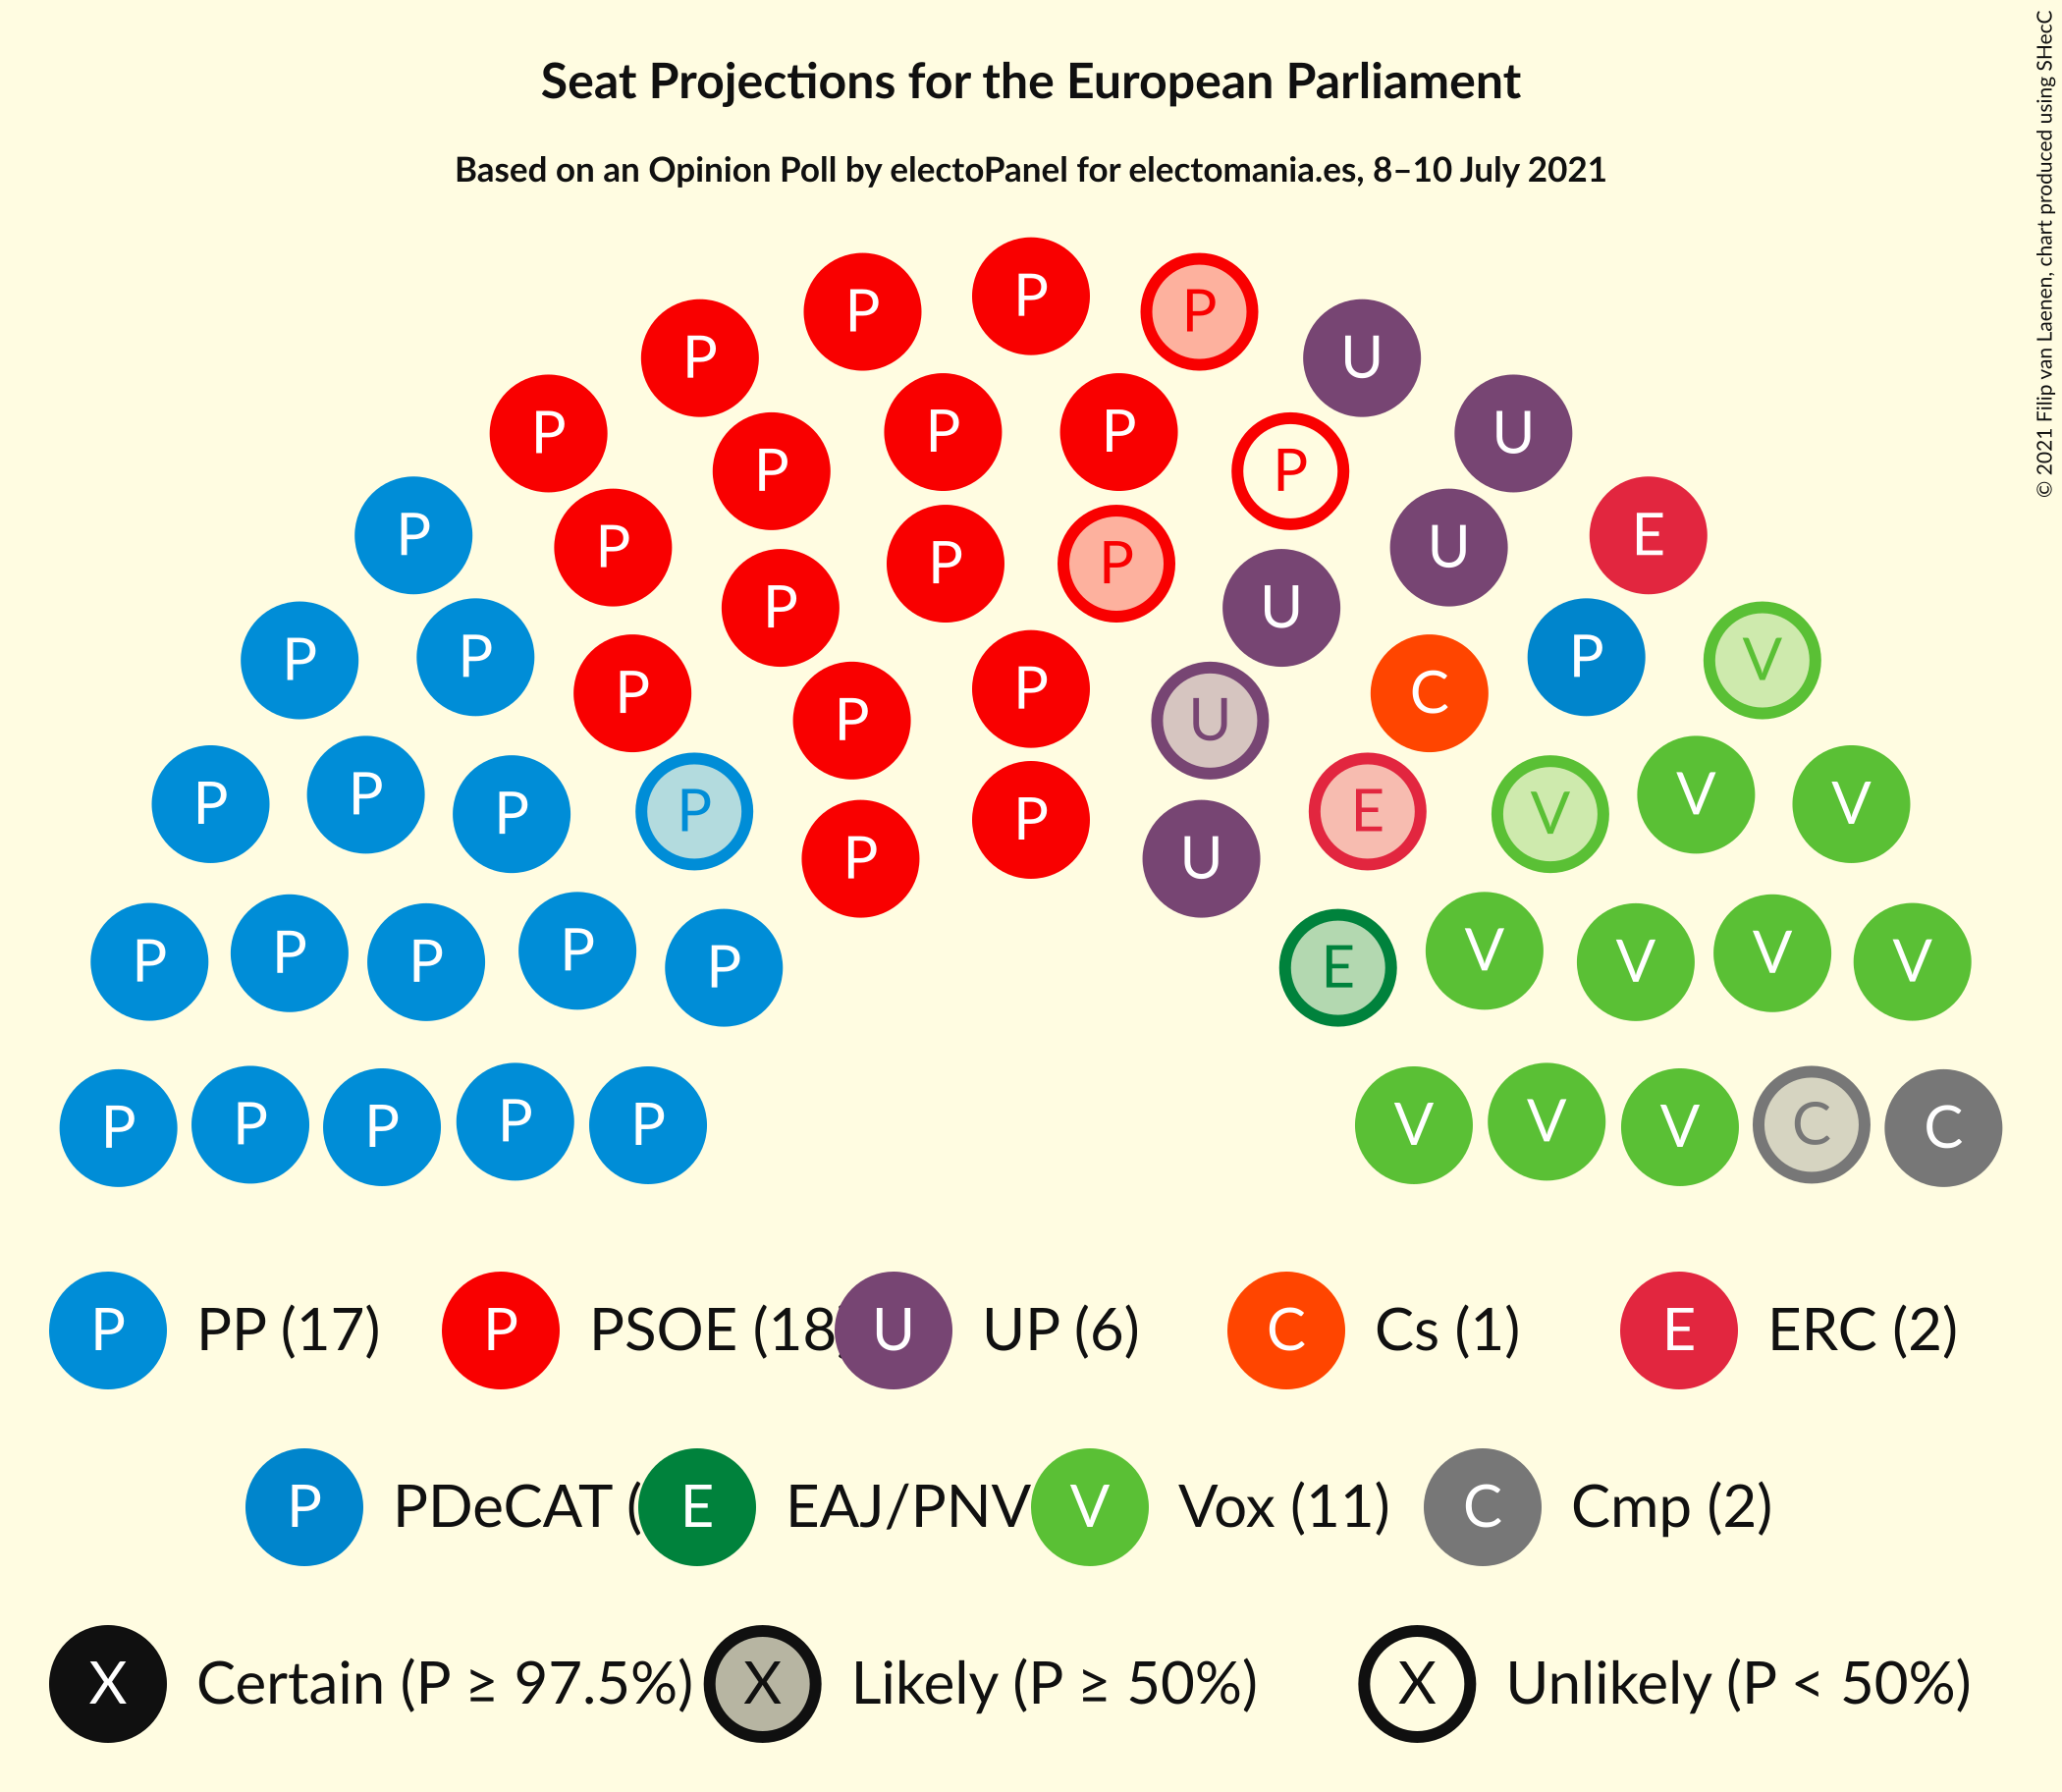 Seat Projections for the European Parliament
Based on an Opinion Poll by electoPanel for electomania.es, 8–10 July 2021
© 2021 Filip van Laenen, chart produced using SHecC
P
P P
P U
P P P U
P P
P P P P U E
P U
P P P P C P V
P U
P P P P P E V V V
P U
P P P P P E V V V V
P P P P P V V V C C
P PP (17) P PSOE (18 U UP (6) C Cs (1) E ERC (2)
P PDeCAT ( E EAJ/PNV V Vox (11) C Cmp (2)
X Certain (P ≥ 97.5%) X Likely (P ≥ 50%) X Unlikely (P < 50%)